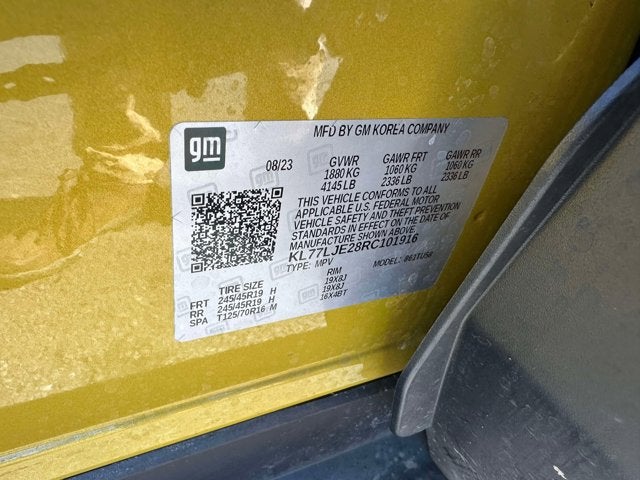 gm
MFD BY GM KOREA COMPANY
08/23 GVWR GAWR FRT GAWR RR
1880 KG 1060 KG 1060 KG
4145 LB 2336 LB 2336 LB
THIS VEHICLE CONFORMS TO ALL
APPLICABLE U.S. FEDERAL MOTOR
VEHICLE SAFETY AND THEFT PREVENTION
STANDARDS IN EFFECT ON THE DATE OF
MANUFACTURE SHOWN ABOVE.
KL77LJE28RC101916
TYPE: MPV MODEL: 861TU58
TIRE SIZE RIM
FRT 245/45R19 H 19X8J
RR 245/45R19 H 19X8J
SPA T125/70R16 M 16X4BT